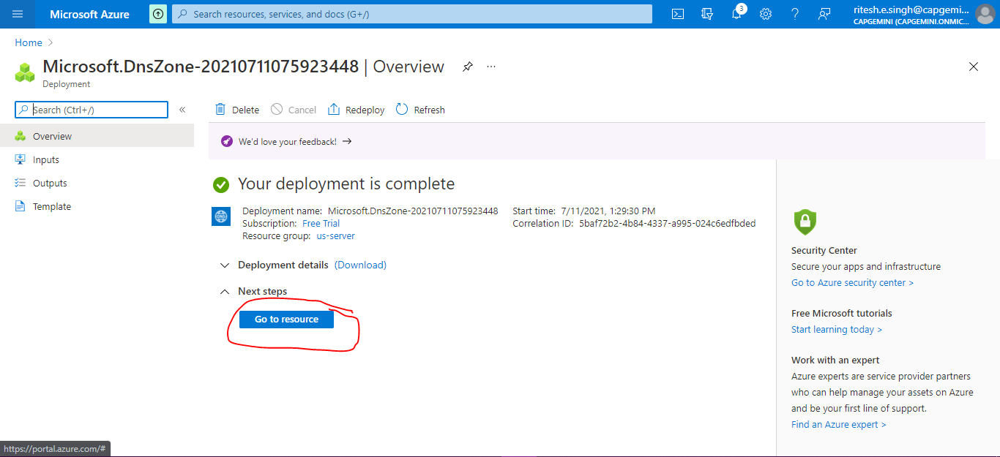 Microsoft Azure
Search resources, services, and docs (G+/)
3
ritesh.e.singh@capgemi...
CAPGEMINI (CAPGEMINI.ONMIC...
Home >
Microsoft.DnsZone-20210711075923448 | Overview
Deployment
Search (Ctrl+/)
«
Overview
Inputs
Outputs
Template
Delete
Cancel
Redeploy
Refresh
We'd love your feedback! →
Your deployment is complete
DNS
Deployment name: Microsoft.DnsZone-20210711075923448
Subscription: Free Trial
Resource group: us-server
Start time: 7/11/2021, 1:29:30 PM
Correlation ID: 5baf72b2-4b84-4337-a995-024c6edfbded
Deployment details (Download)
Next steps
Go to resource
Security Center
Secure your apps and infrastructure
Go to Azure security center >
Free Microsoft tutorials
Start learning today >
Work with an expert
Azure experts are service provider partners
who can help manage your assets on Azure
and be your first line of support.
Find an Azure expert >
https://portal.azure.com/#